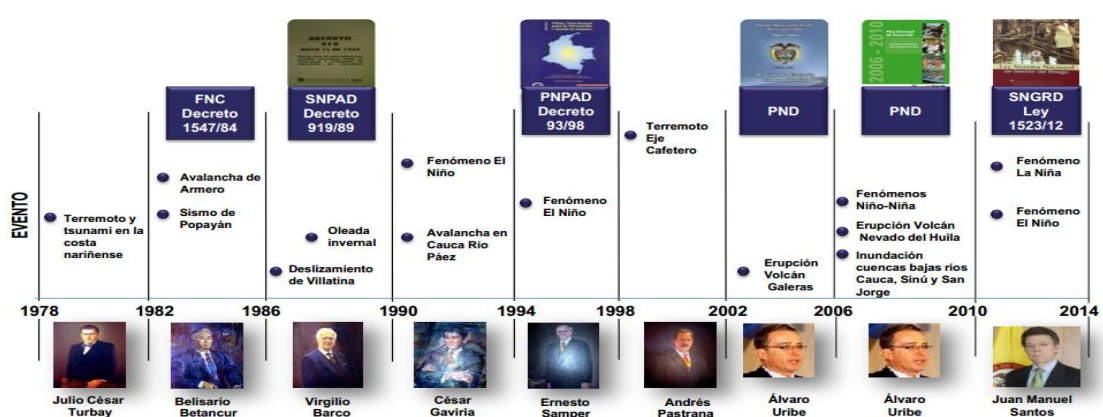 DECRETO
919
2006 - 2010
FNC
Decreto
1547/84
SNPAD
Decreto
919/89
PNPAD
Decreto
93/98
PND
PND
SNGRD
Ley
1523/12
EVENTO
Terremoto y
tsunami en la
costa
nariñense
Avalancha de
Armero
Sismo de
Popayán
Oleada
invernal
Deslizamiento
de Villatina
Fenómeno El
Niño
Avalancha en
Cauca Río
Páez
Fenómeno
El Niño
Terremoto
Eje
Cafetero
Erupción
Volcán
Galeras
Fenómenos
Niño-Niña
Erupción Volcán
Nevado del Huila
Inundación
cuencas bajas ríos
Cauca, Sinú y San
Jorge
Fenómeno
La Niña
Fenómeno
El Niño
1978
1982
1986
1990
1994
1998
2002
2006
2010
2014
Julio César
Turbay
Belisario
Betancur
Virgilio
Barco
César
Gaviria
Ernesto
Samper
Andrés
Pastrana
Álvaro
Uribe
Álvaro
Uribe
Juan Manuel
Santos